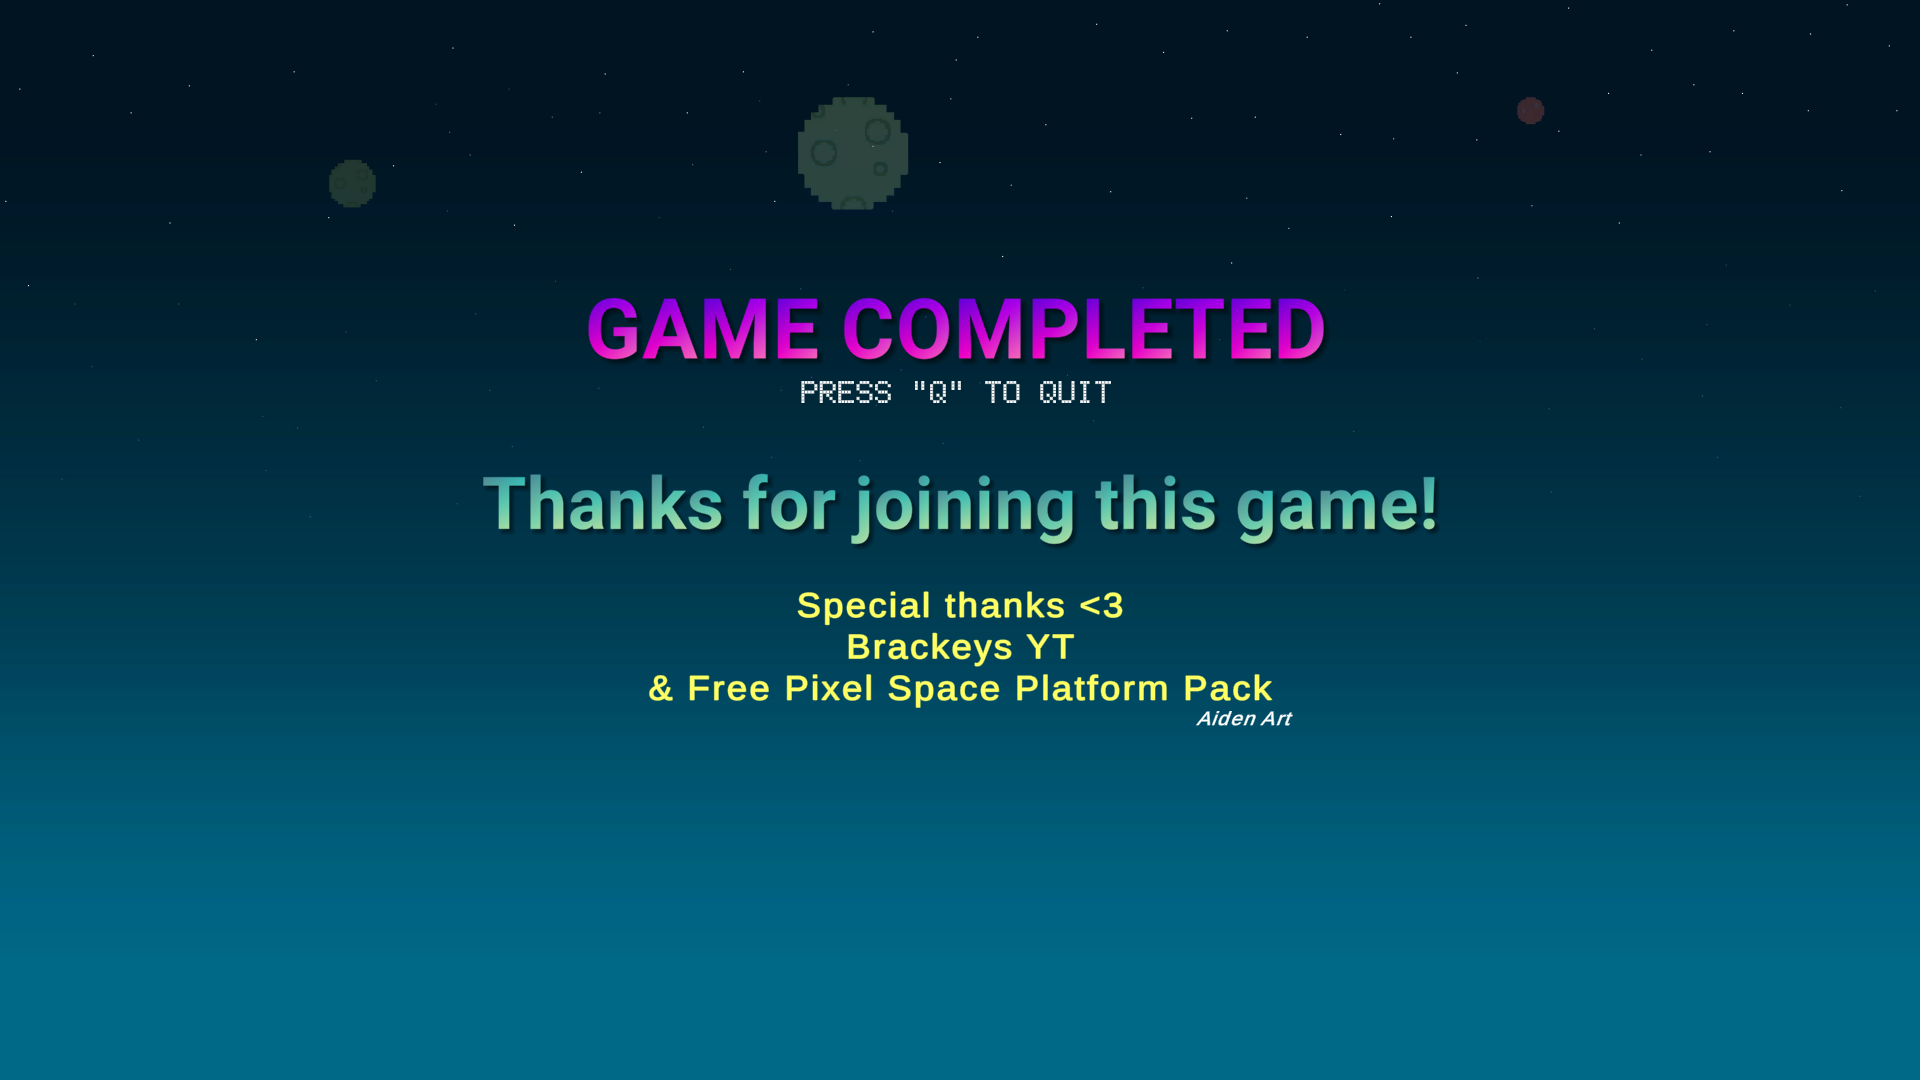 GAME COMPLETED
PRESS "Q" TO QUIT
Thanks for joining this game!
Special thanks <3
Brackeys YT
& Free Pixel Space Platform Pack
Aiden Art